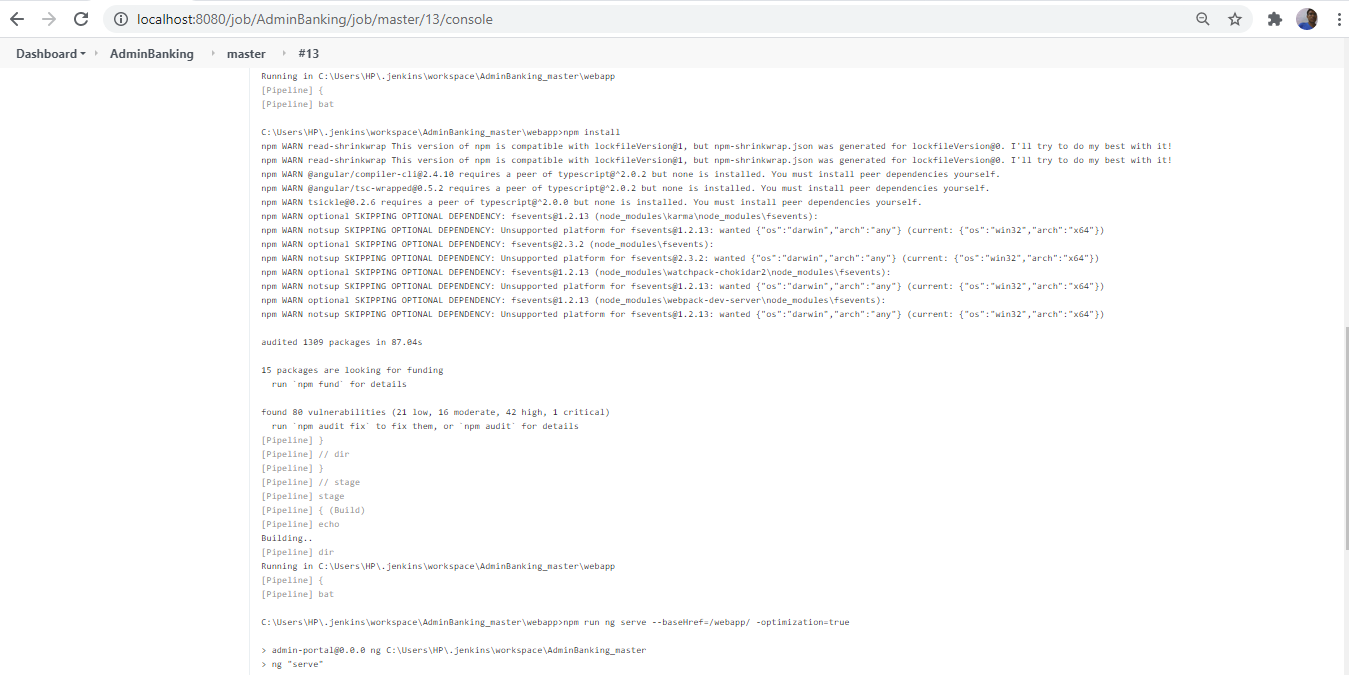 localhost:8080/job/AdminBanking/job/master/13/console
Dashboard AdminBanking master #13
Running in C:\Users\HP\.jenkins\workspace\AdminBanking_master\webapp
[Pipeline] {
[Pipeline] bat
C:\Users\HP\.jenkins\workspace\AdminBanking_master\webapp>npm install
npm WARN read-shrinkwrap This version of npm is compatible with lockfileVersion@1, but npm-shrinkwrap.json was generated for lockfileVersion@0. I'll try to do my best with it!
npm WARN read-shrinkwrap This version of npm is compatible with lockfileVersion@1, but npm-shrinkwrap.json was generated for lockfileVersion@0. I'll try to do my best with it!
npm WARN @angular/compiler-cli@2.4.10 requires a peer of typescript@^2.0.2 but none is installed. You must install peer dependencies yourself.
npm WARN @angular/tsc-wrapped@0.5.2 requires a peer of typescript@^2.0.2 but none is installed. You must install peer dependencies yourself.
npm WARN tsickle@0.2.6 requires a peer of typescript@^2.0.0 but none is installed. You must install peer dependencies yourself.
npm WARN optional SKIPPING OPTIONAL DEPENDENCY: fsevents@1.2.13 (node_modules\karma\node_modules\fsevents):
npm WARN notsup SKIPPING OPTIONAL DEPENDENCY: Unsupported platform for fsevents@1.2.13: wanted {"os":"darwin","arch":"any"} (current: {"os":"win32","arch":"x64"})
npm WARN optional SKIPPING OPTIONAL DEPENDENCY: fsevents@2.3.2 (node_modules\fsevents):
npm WARN notsup SKIPPING OPTIONAL DEPENDENCY: Unsupported platform for fsevents@2.3.2: wanted {"os":"darwin","arch":"any"} (current: {"os":"win32","arch":"x64"})
npm WARN optional SKIPPING OPTIONAL DEPENDENCY: fsevents@1.2.13 (node_modules\watchpack-chokidar2\node_modules\fsevents):
npm WARN notsup SKIPPING OPTIONAL DEPENDENCY: Unsupported platform for fsevents@1.2.13: wanted {"os":"darwin","arch":"any"} (current: {"os":"win32","arch":"x64"})
npm WARN optional SKIPPING OPTIONAL DEPENDENCY: fsevents@1.2.13 (node_modules\webpack-dev-server\node_modules\fsevents):
npm WARN notsup SKIPPING OPTIONAL DEPENDENCY: Unsupported platform for fsevents@1.2.13: wanted {"os":"darwin","arch":"any"} (current: {"os":"win32","arch":"x64"})
audited 1309 packages in 87.04s
15 packages are looking for funding
run `npm fund` for details
found 80 vulnerabilities (21 low, 16 moderate, 42 high, 1 critical)
run `npm audit fix` to fix them, or `npm audit` for details
[Pipeline] }
[Pipeline] // dir
[Pipeline] }
[Pipeline] // stage
[Pipeline] stage
[Pipeline] { (Build)
[Pipeline] echo
Building..
[Pipeline] dir
Running in C:\Users\HP\.jenkins\workspace\AdminBanking_master\webapp
[Pipeline] {
[Pipeline] bat
C:\Users\HP\.jenkins\workspace\AdminBanking_master\webapp>npm run ng serve --baseHref=/webapp/ -optimization=true
> admin-portal@0.0.0 ng C:\Users\HP\.jenkins\workspace\AdminBanking_master
> ng "serve"